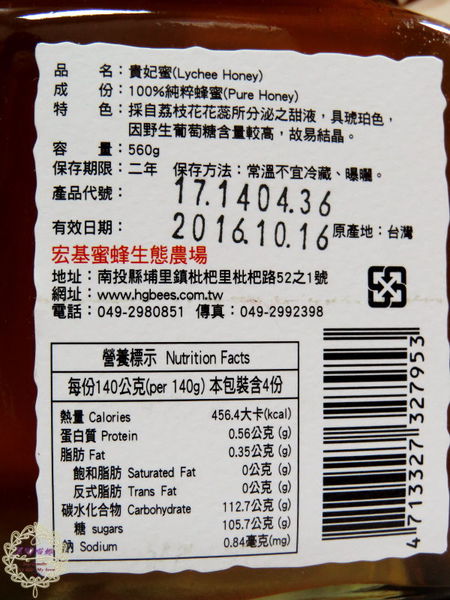 品　　名：貴妃蜜(Lychee Honey)
成　　份：100%純粹蜂蜜(Pure Honey)
特　　色：採自荔枝花花蕊所分泌之甜液，具琥珀色，
因野生葡萄糖含量較高，故易結晶。
容　　量：560g
保存期限：二年　保存方法：常溫不宜冷藏、曝曬。
產品代號：17.1404.36
有效日期：2016.10.16 原產地：台灣
宏基蜜蜂生態農場
地址：南投縣埔里鎮枇杷里枇杷路52之1號
網址：www.hgbees.com.tw
電話：049-2980851　傳真：049-2992398
營養標示 Nutrition Facts
每份140公克(per 140g) 本包裝含4份
熱量 Calories 456.4大卡(kcal)
蛋白質 Protein 0.56公克 (g)
脂肪 Fat 0.35公克 (g)
飽和脂肪 Saturated Fat 0公克 (g)
反式脂肪 Trans Fat 0公克 (g)
碳水化合物 Carbohydrate 112.7公克 (g)
糖 sugars 105.7公克 (g)
鈉 Sodium 0.84毫克(mg)
4713327327953